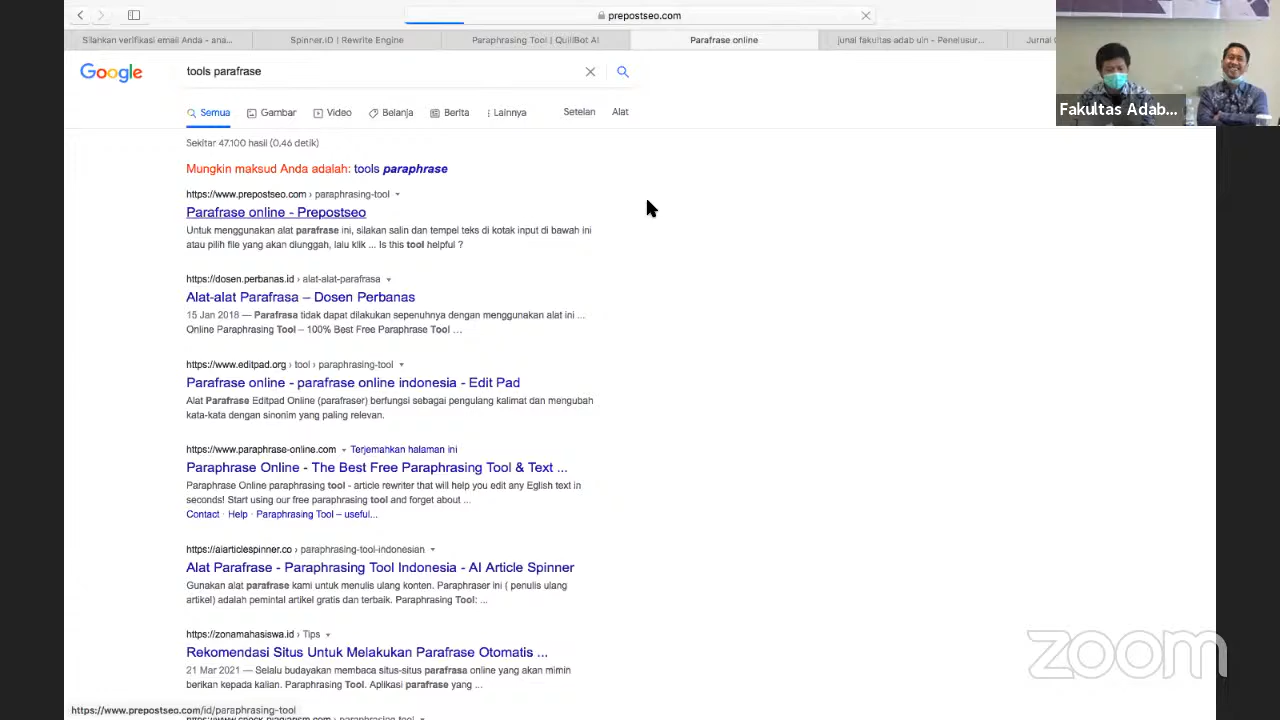 prepostseo.com
Silahkan verifikasi email Anda - ana...
Spinner.ID | Rewrite Engine
Paraphrasing Tool | QuillBot AI
Parafrase online
junal fakultas adab uin - Penelusur...
Jurnal
Google
tools parafrase
Semua
Gambar
Video
Belanja
Berita
Lainnya
Setelan
Alat
Sekitar 47.100 hasil (0,46 detik)
Mungkin maksud Anda adalah: tools paraphrase
https://www.prepostseo.com › paraphrasing-tool
Parafrase online - Prepostseo
Untuk menggunakan alat parafrase ini, silakan salin dan tempel teks di kotak input di bawah ini
atau pilih file yang akan diunggah, lalu klik ... Is this tool helpful ?
https://dosen.perbanas.id › alat-alat-parafrasa
Alat-alat Parafrasa – Dosen Perbanas
15 Jan 2018 — Parafrasa tidak dapat dilakukan sepenuhnya dengan menggunakan alat ini ...
Online Paraphrasing Tool – 100% Best Free Paraphrase Tool ...
https://www.editpad.org › tool › paraphrasing-tool
Parafrase online - parafrase online indonesia - Edit Pad
Alat Parafrase Editpad Online (parafraser) berfungsi sebagai pengulang kalimat dan mengubah
kata-kata dengan sinonim yang paling relevan.
https://www.paraphrase-online.com
Terjemahkan halaman ini
Paraphrase Online - The Best Free Paraphrasing Tool & Text ...
Paraphrase Online paraphrasing tool - article rewriter that will help you edit any Eglish text in
seconds! Start using our free paraphrasing tool and forget about ...
Contact · Help · Paraphrasing Tool – useful...
https://aiarticlespinner.co › paraphrasing-tool-indonesian
Alat Parafrase - Paraphrasing Tool Indonesia - AI Article Spinner
Gunakan alat parafrase kami untuk menulis ulang konten. Paraphraser ini ( penulis ulang
artikel) adalah pemintal artikel gratis dan terbaik. Paraphrasing Tool: ...
https://zonamahasiswa.id › Tips
Rekomendasi Situs Untuk Melakukan Parafrase Otomatis ...
21 Mar 2021 — Selalu budayakan membaca situs-situs parafrasa online yang akan mimin
berikan kepada kalian. Paraphrasing Tool. Aplikasi parafrase yang ...
https://www.prepostseo.com/id/paraphrasing-tool
Fakultas Adab...
zoom